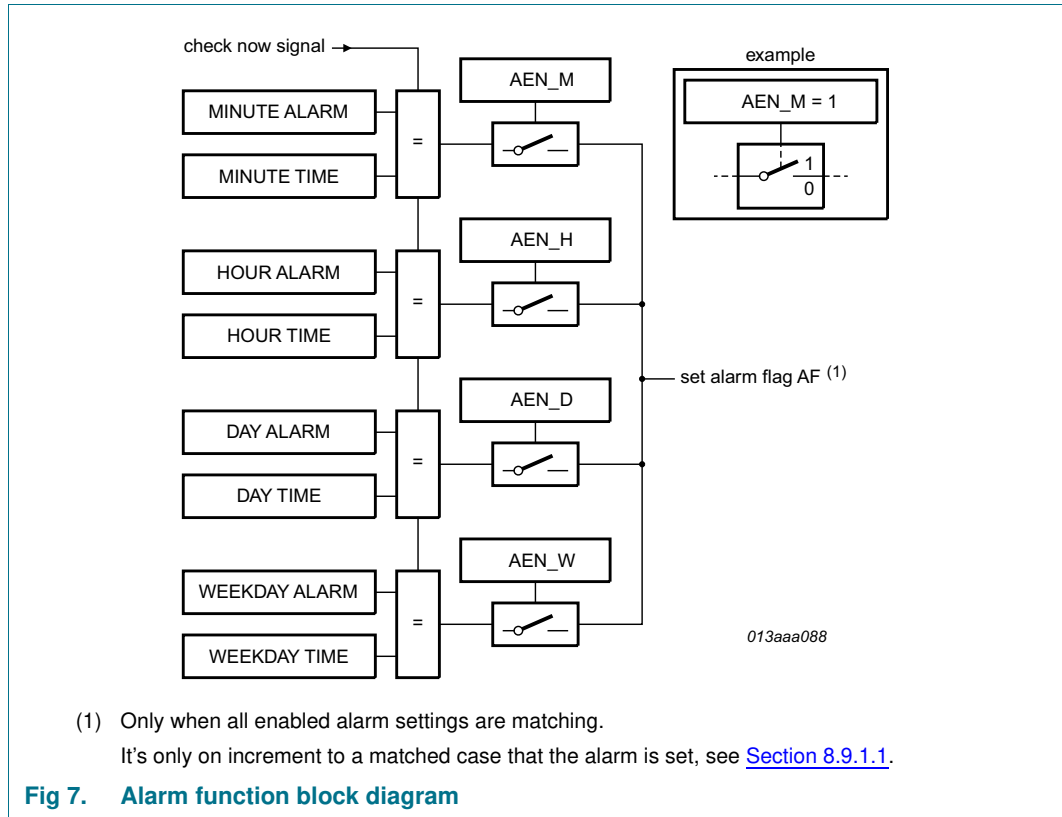 check now signal
example
AEN_M
AEN_M = 1
MINUTE ALARM
=
1
0
MINUTE TIME
AEN_H
HOUR ALARM
=
HOUR TIME
set alarm flag AF (1)
AEN_D
DAY ALARM
=
DAY TIME
AEN_W
WEEKDAY ALARM
=
WEEKDAY TIME
013aaa088
(1) Only when all enabled alarm settings are matching.
It's only on increment to a matched case that the alarm is set, see Section 8.9.1.1.
Fig 7. Alarm function block diagram